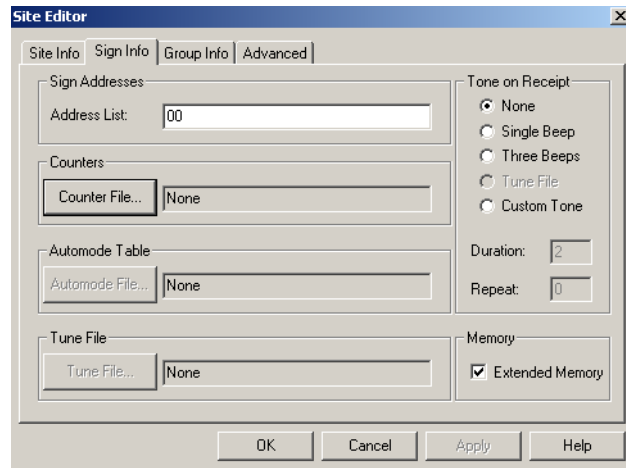 Site Editor
Site Info Sign Info Group Info Advanced
Sign Addresses
Address List: 00
Counters
Counter File... None
Automode Table
Automode File... None
Tune File
Tune File... None
Tone on Receipt
None
Single Beep
Three Beeps
Tune File
Custom Tone
Duration: 2
Repeat: 0
Memory
Extended Memory
OK Cancel Apply Help